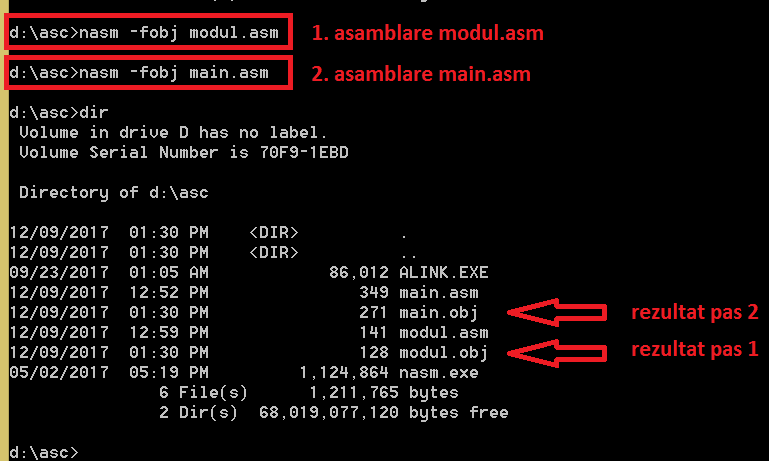 d:\asc>nasm -fobj modul.asm 1. asamblare modul.asm
d:\asc>nasm -fobj main.asm 2. asamblare main.asm
d:\asc>dir
Volume in drive D has no label.
Volume Serial Number is 70F9-1EBD
Directory of d:\asc
12/09/2017 01:30 PM <DIR> .
12/09/2017 01:30 PM <DIR> ..
09/23/2017 01:05 AM 86,012 ALINK.EXE
12/09/2017 12:52 PM 349 main.asm
12/09/2017 01:30 PM 271 main.obj rezultat pas 2
12/09/2017 12:59 PM 141 modul.asm
12/09/2017 01:30 PM 128 modul.obj rezultat pas 1
05/02/2017 05:19 PM 1,124,864 nasm.exe
6 File(s) 1,211,765 bytes
2 Dir(s) 68,019,077,120 bytes free
d:\asc>